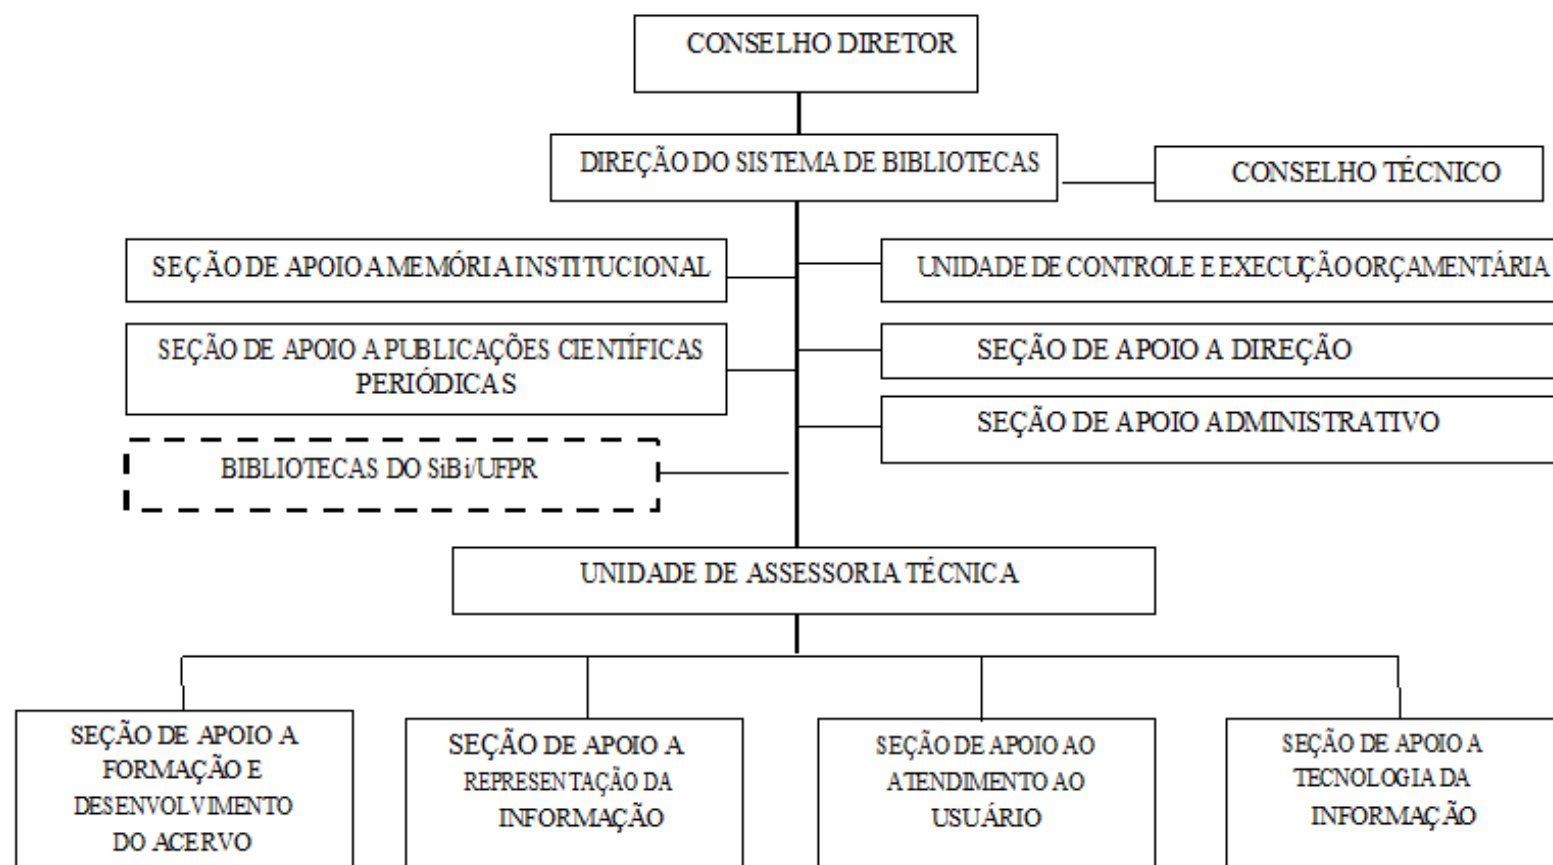 CONSELHO DIRETOR
DIREÇÃO DO SISTEMA DE BIBLIOTECAS
CONSELHO TÉCNICO
SEÇÃO DE APOIO A MEMÓRIA INSTITUCIONAL
UNIDADE DE CONTROLE E EXECUÇÃO ORÇAMENTÁRIA
SEÇÃO DE APOIO A PUBLICAÇÕES CIENTÍFICAS
PERIÓDICAS
SEÇÃO DE APOIO A DIREÇÃO
SEÇÃO DE APOIO ADMINISTRATIVO
BIBLIOTECAS DO SiBi/UFPR
UNIDADE DE ASSESSORIA TÉCNICA
SEÇÃO DE APOIO A
FORMAÇÃO E
DESENVOLVIMENTO
DO ACERVO
SEÇÃO DE APOIO A
REPRESENTAÇÃO DA
INFORMAÇÃO
SEÇÃO DE APOIO AO
ATENDIMENTO AO
USUÁRIO
SEÇÃO DE APOIO A
TECNOLOGIA DA
INFORMAÇÃO